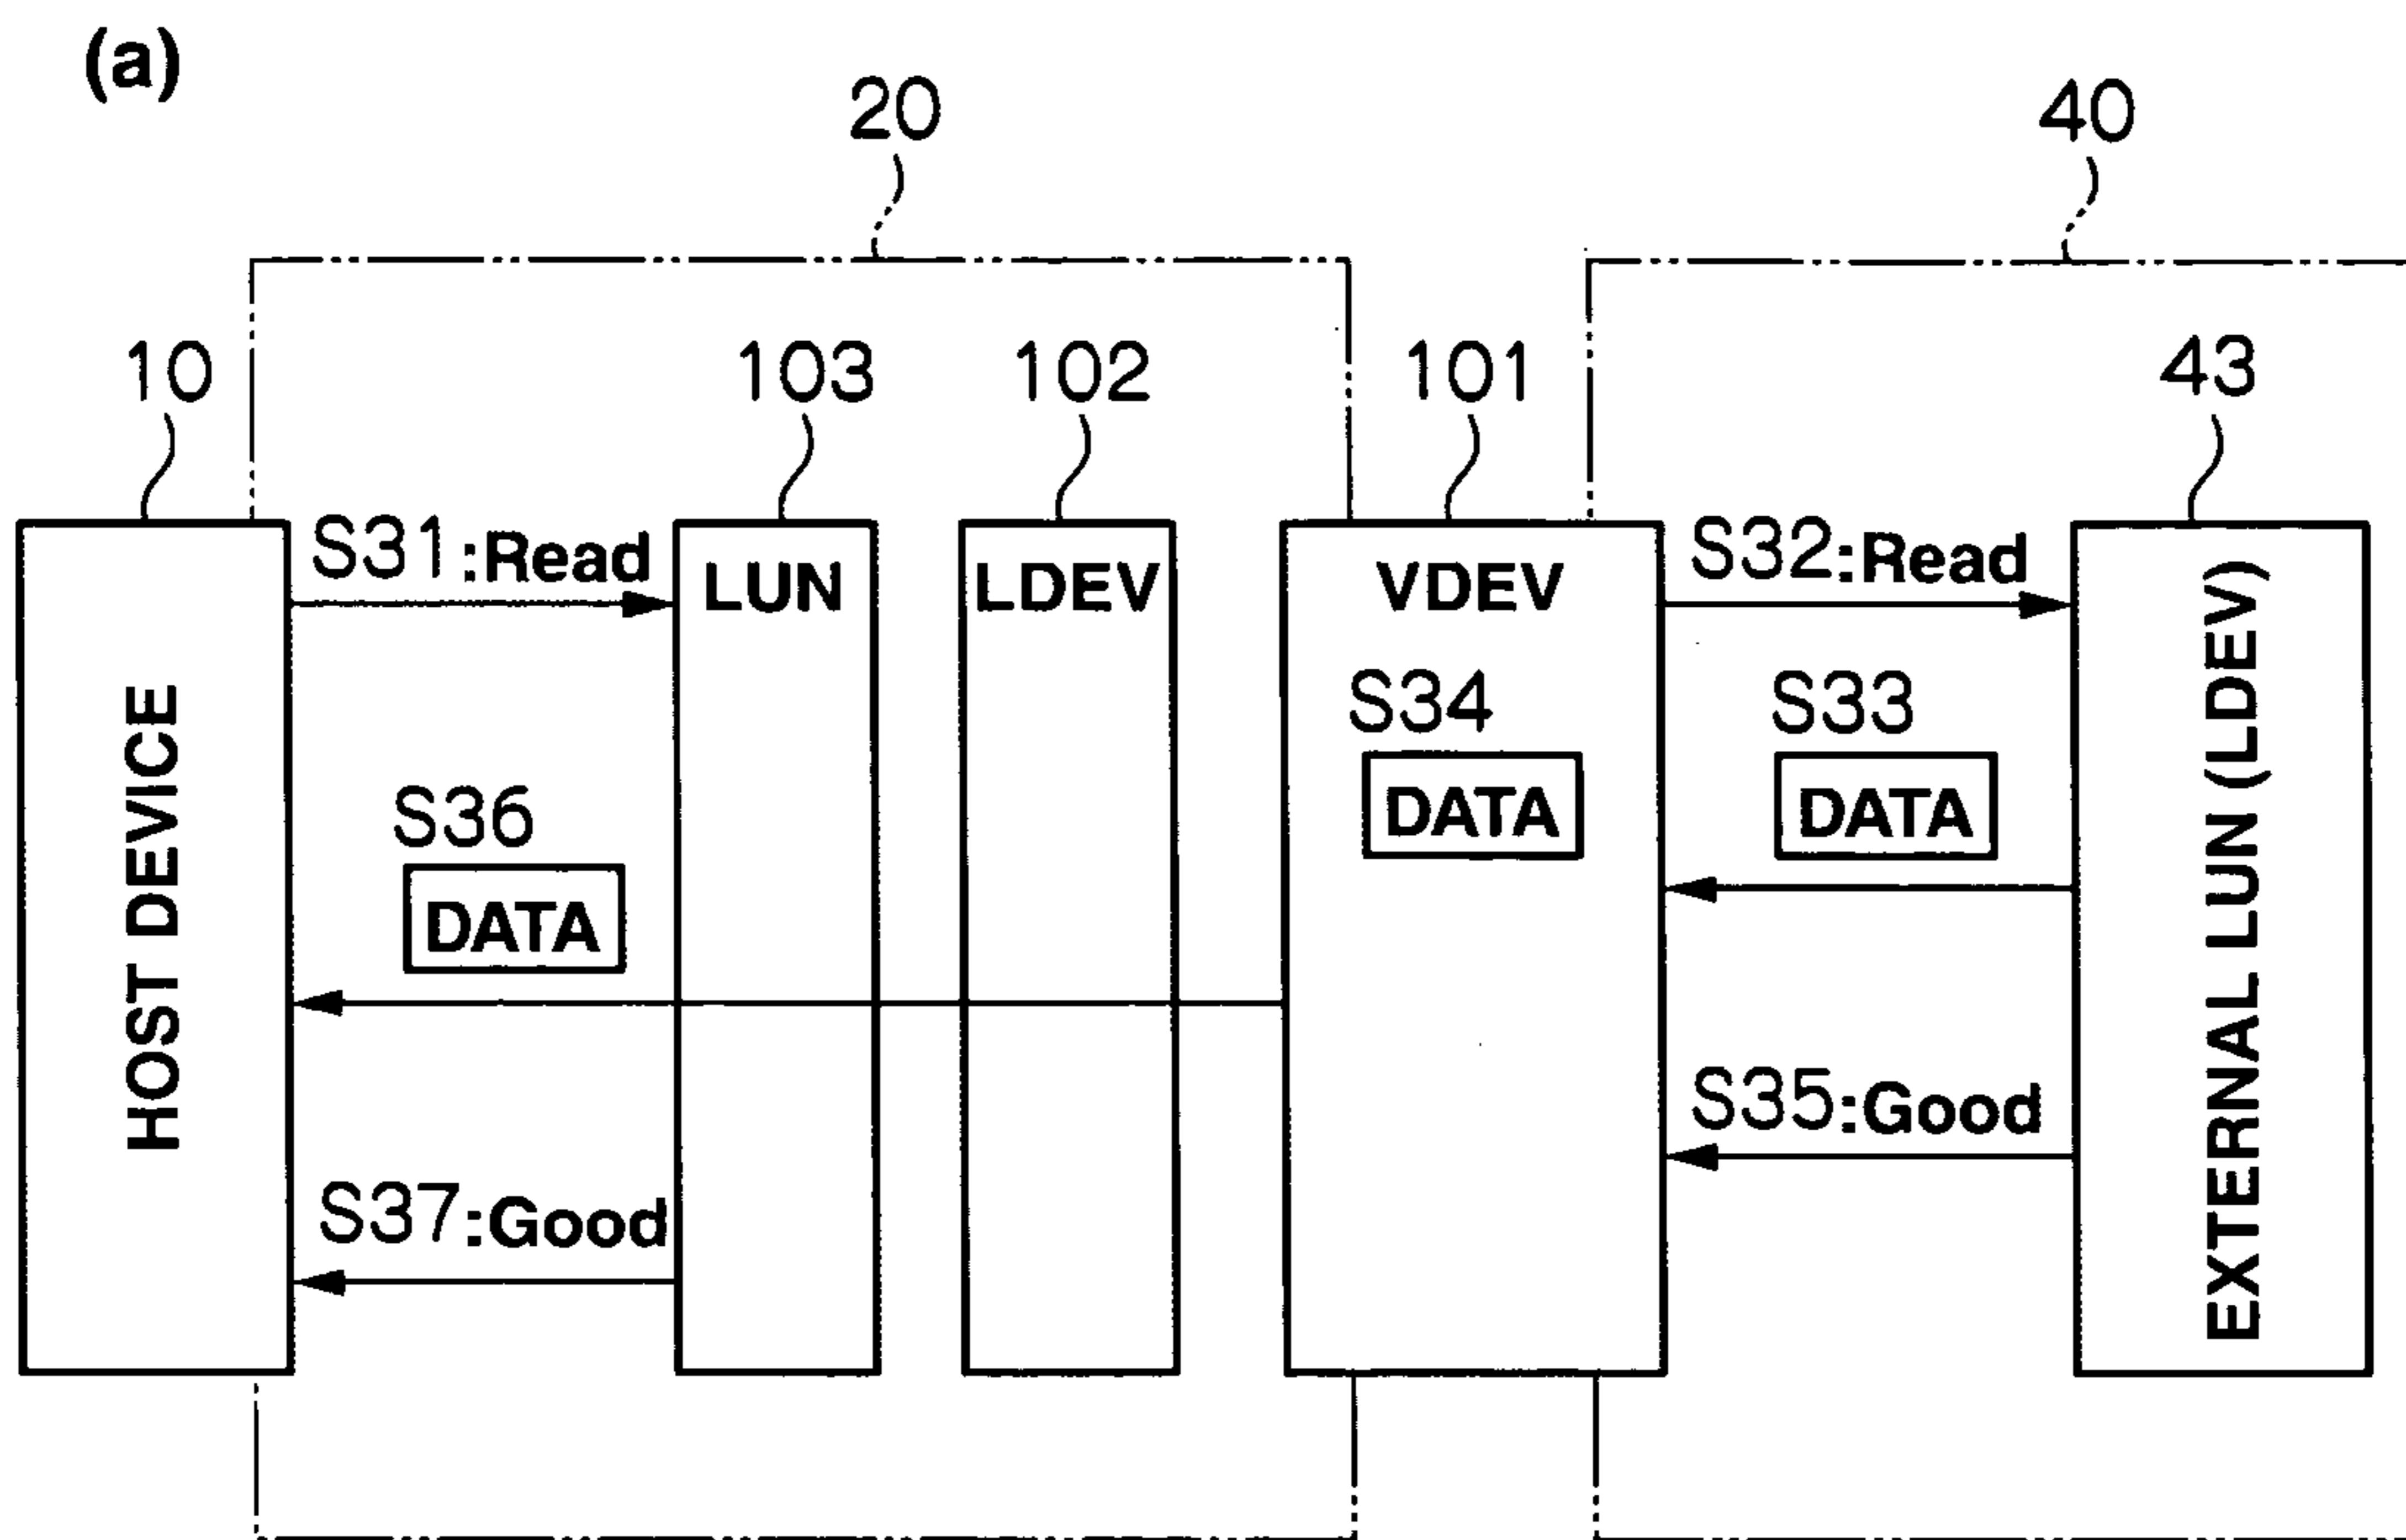 (a)
20
40
10
103
102
101
43
S31:Read
LUN
LDEV
VDEV
S32:Read
S34
DATA
S33
DATA
S36
DATA
HOST DEVICE
EXTERNAL LUN (LDEV)
S35:Good
S37:Good